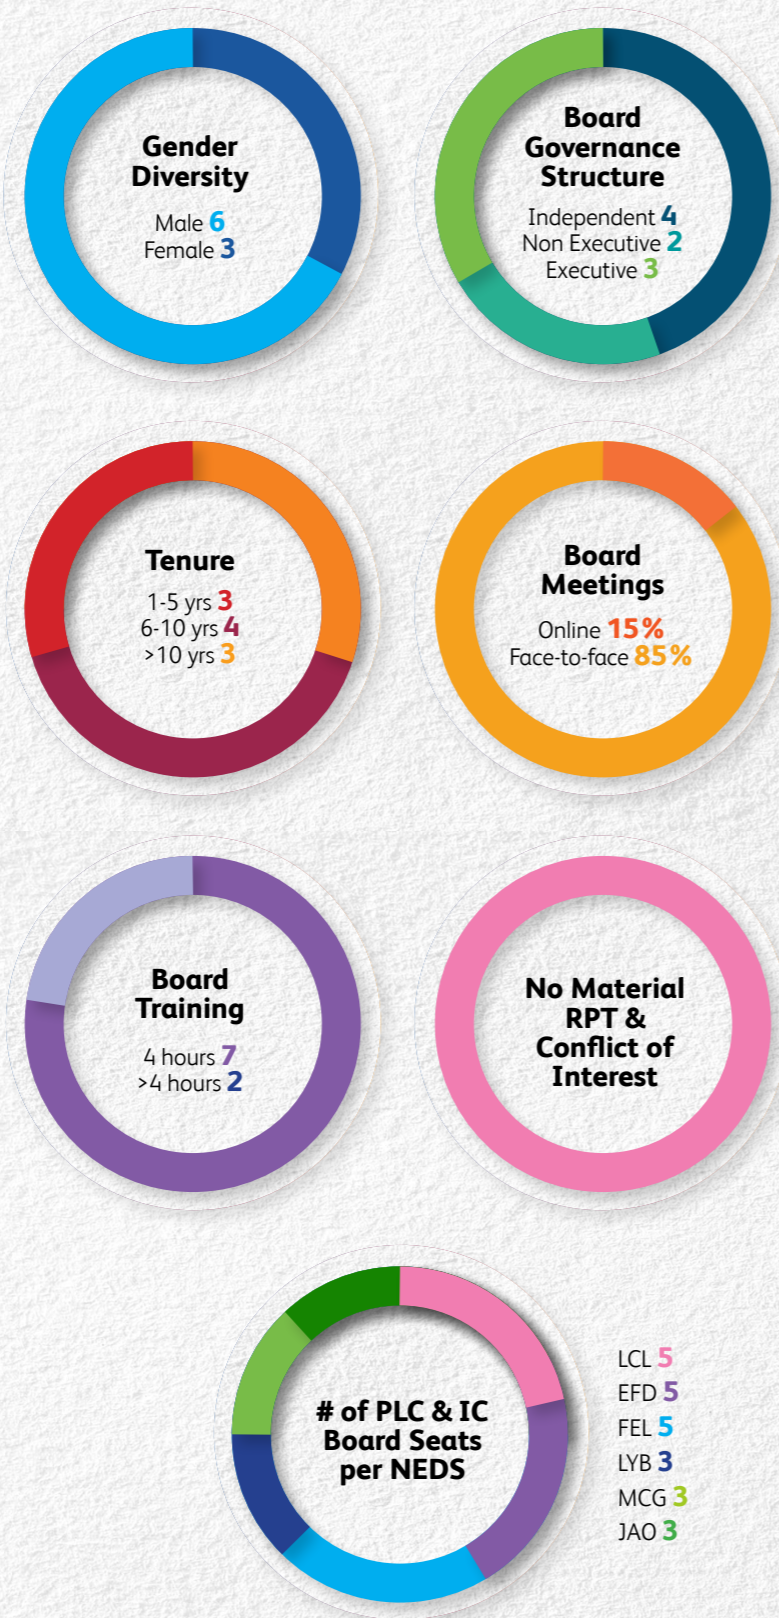 Gender
Diversity
Male 6
Female 3
Board
Governance
Structure
Independent 4
Non Executive 2
Executive 3
Tenure
1-5 yrs 3
6-10 yrs 4
>10 yrs 3
Board
Meetings
Online 15%
Face-to-face 85%
Board
Training
4 hours 7
>4 hours 2
No Material
RPT &
Conflict of
Interest
# of PLC & IC
Board Seats
per NEDS
LCL 5
EFD 5
FEL 5
LYB 3
MCG 3
JAO 3